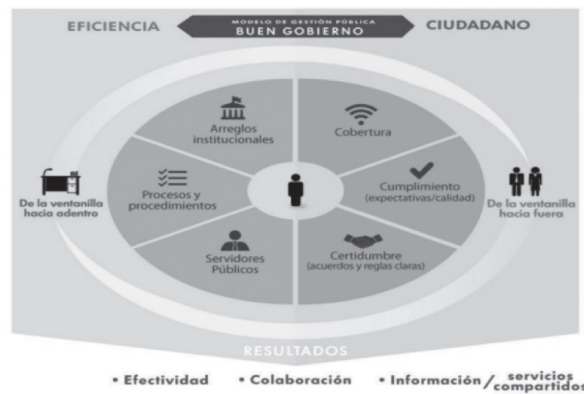 EFICIENCIA
MODELO DE GESTIÓN PÚBLICA
BUEN GOBIERNO
CIUDADANO
Arreglos
institucionales
Cobertura
De la ventanilla
hacia adentro
Procesos y
procedimientos
Cumplimiento
(expectativas/calidad)
De la ventanilla
hacia fuera
Servidores
Públicos
Certidumbre
(acuerdos y reglas claras)
RESULTADOS
• Efectividad • Colaboración • Información / servicios
compartidos